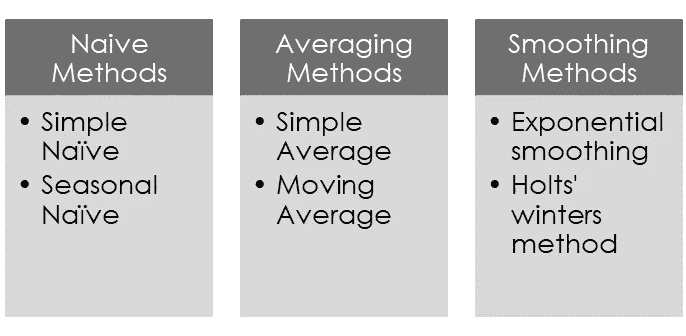 Naive
Methods
• Simple
Naïve
• Seasonal
Naïve
Averaging
Methods
• Simple
Average
• Moving
Average
Smoothing
Methods
• Exponential
smoothing
• Holts'
winters
method